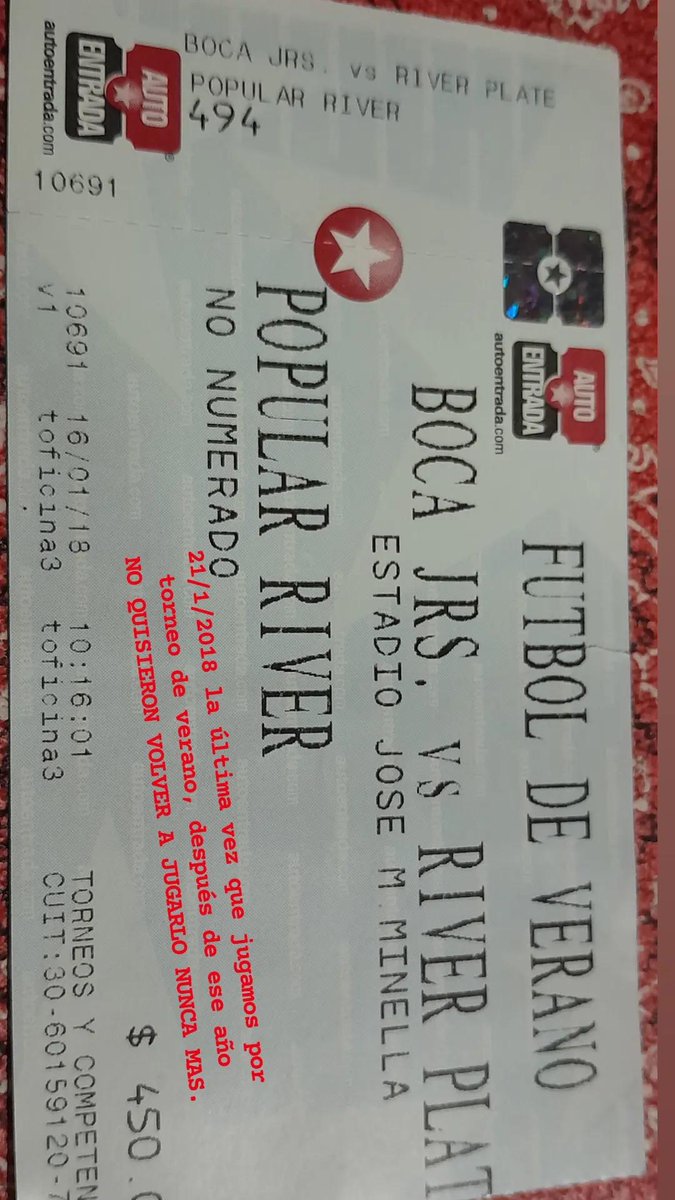 BOCA JRS. vs RIVER PLATE
POPULAR RIVER
494
AUTO
ENTRADA
autoentrada.com
10691
AUTO
ENTRADA
autoentrada.com
FUTBOL DE VERANO
BOCA JRS. vs RIVER PLAT
ESTADIO JOSE M.MINELLA
POPULAR RIVER
NO NUMERADO
21/1/2018 la última vez que jugamos por
torneo de verano, después de ese año
NO QUISIERON VOLVER A JUGARLO NUNCA MAS.
$ 450.0
10691 16/01/18 10:16:01 TORNEOS Y COMPETEN
v1 toficina3 toficina3 CUIT:30-60159120-7